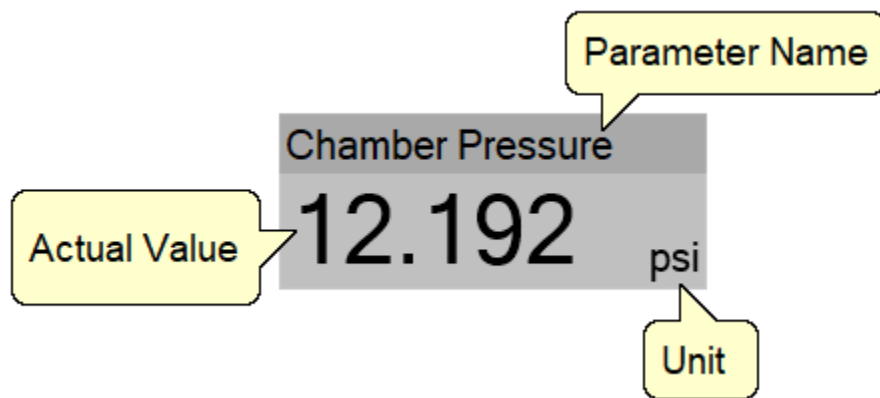 Parameter Name
Chamber Pressure
Actual Value
12.192
psi
Unit